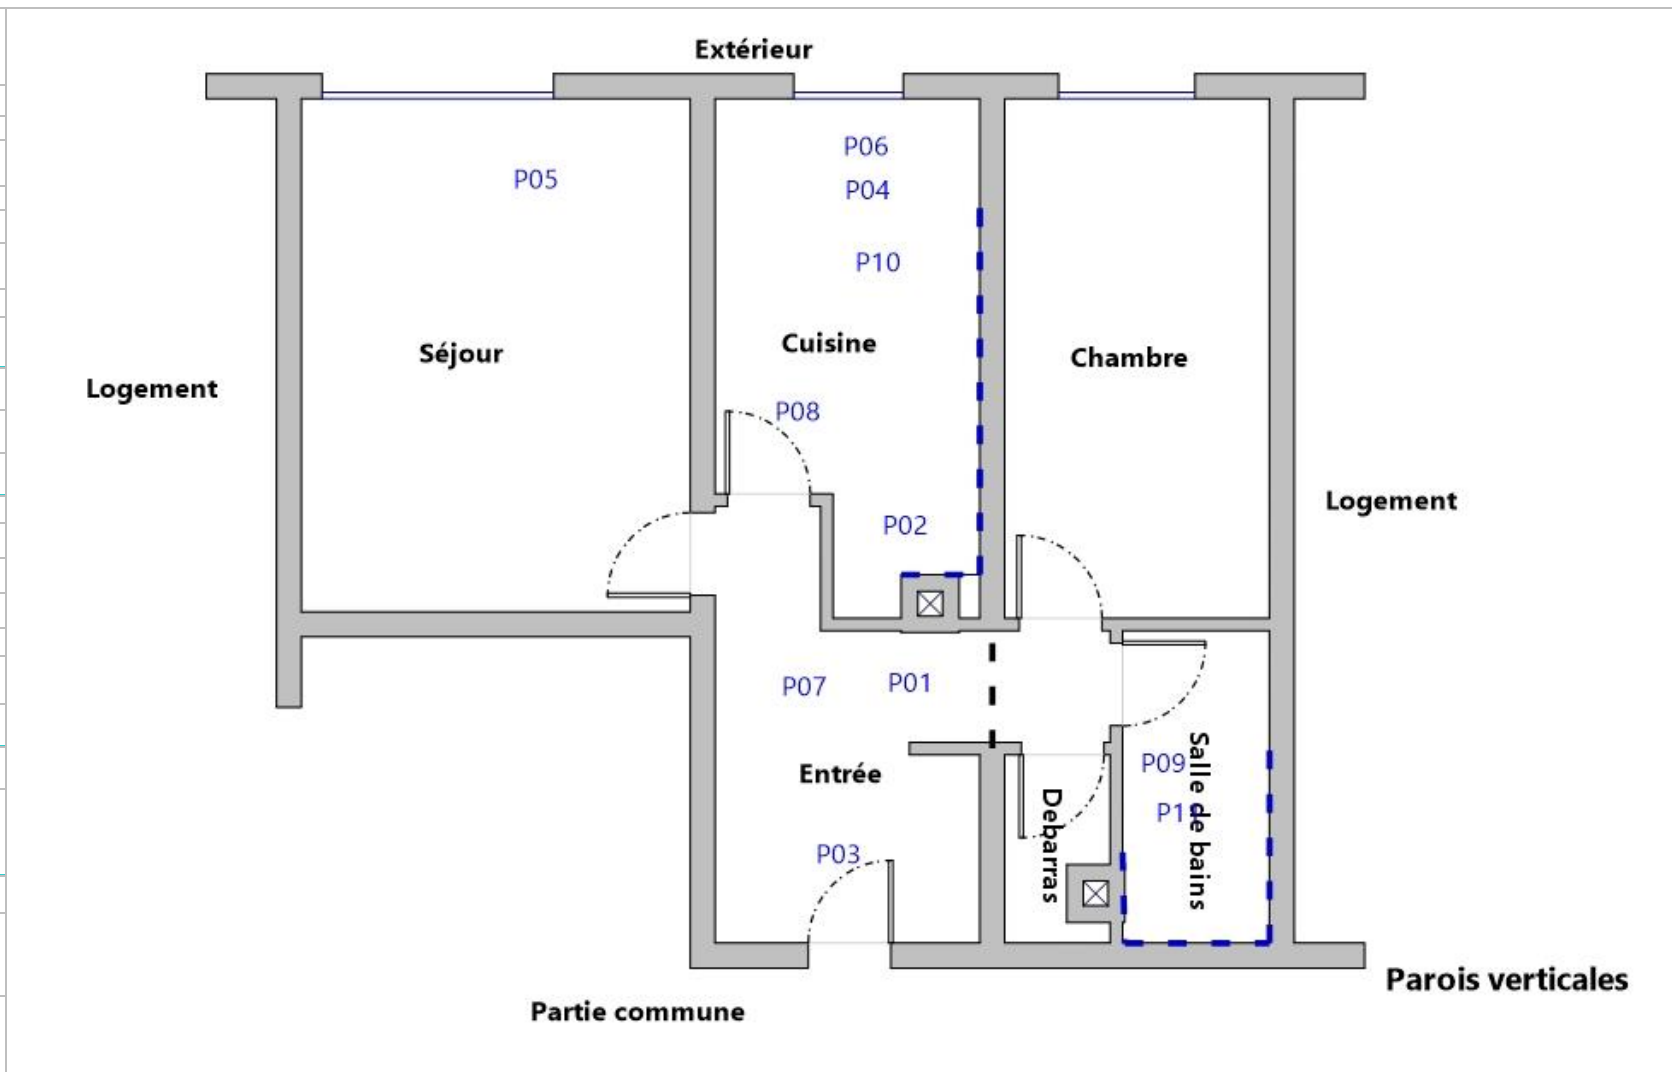 Extérieur
P06
P05
P04
P10
Séjour
Cuisine
Chambre
Logement
P08
Logement
P02
P07
P01
P09
Salle de bains
Entrée
Debarras
P03
Parois verticales
Partie commune